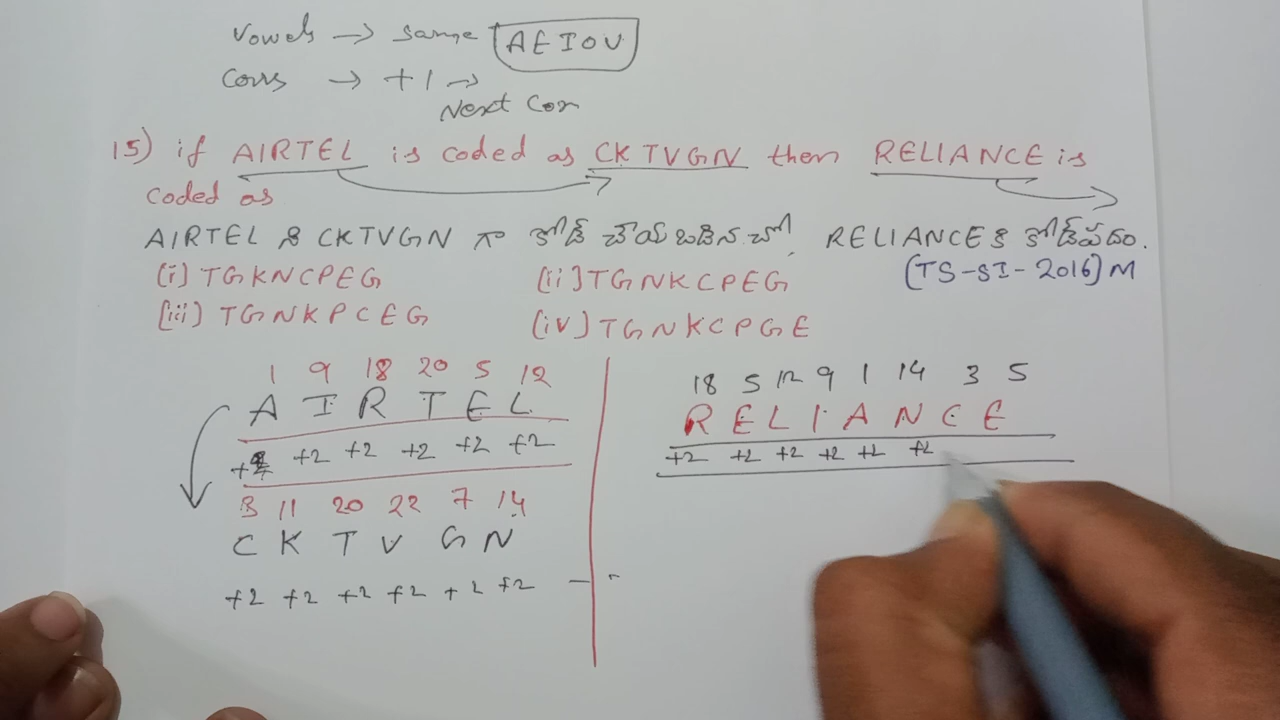 Vowels → same AEIOU
Cons → +1 →
Next Con
15) if AIRTEL is coded as CKTVGN then RELIANCE is
coded as
AIRTEL ని CKTVGN గా కోడ్ చేయబడిన చో, RELIANCE కి కోడ్ పదం.
(i) TGKNCPEG (ii) TGNKCPEG (TS-SI-2016) M
(iii) TGNKPCEG (iv) TGNKCPGE
1 9 18 20 5 12
A I R T E L
+2 +2 +2 +2 +2 +2
3 11 20 22 7 14
C K T V G N
+2 +2 +2 +2 +2 +2
18 5 12 9 1 14 3 5
R E L I A N C E
+2 +2 +2 +2 +2 +2